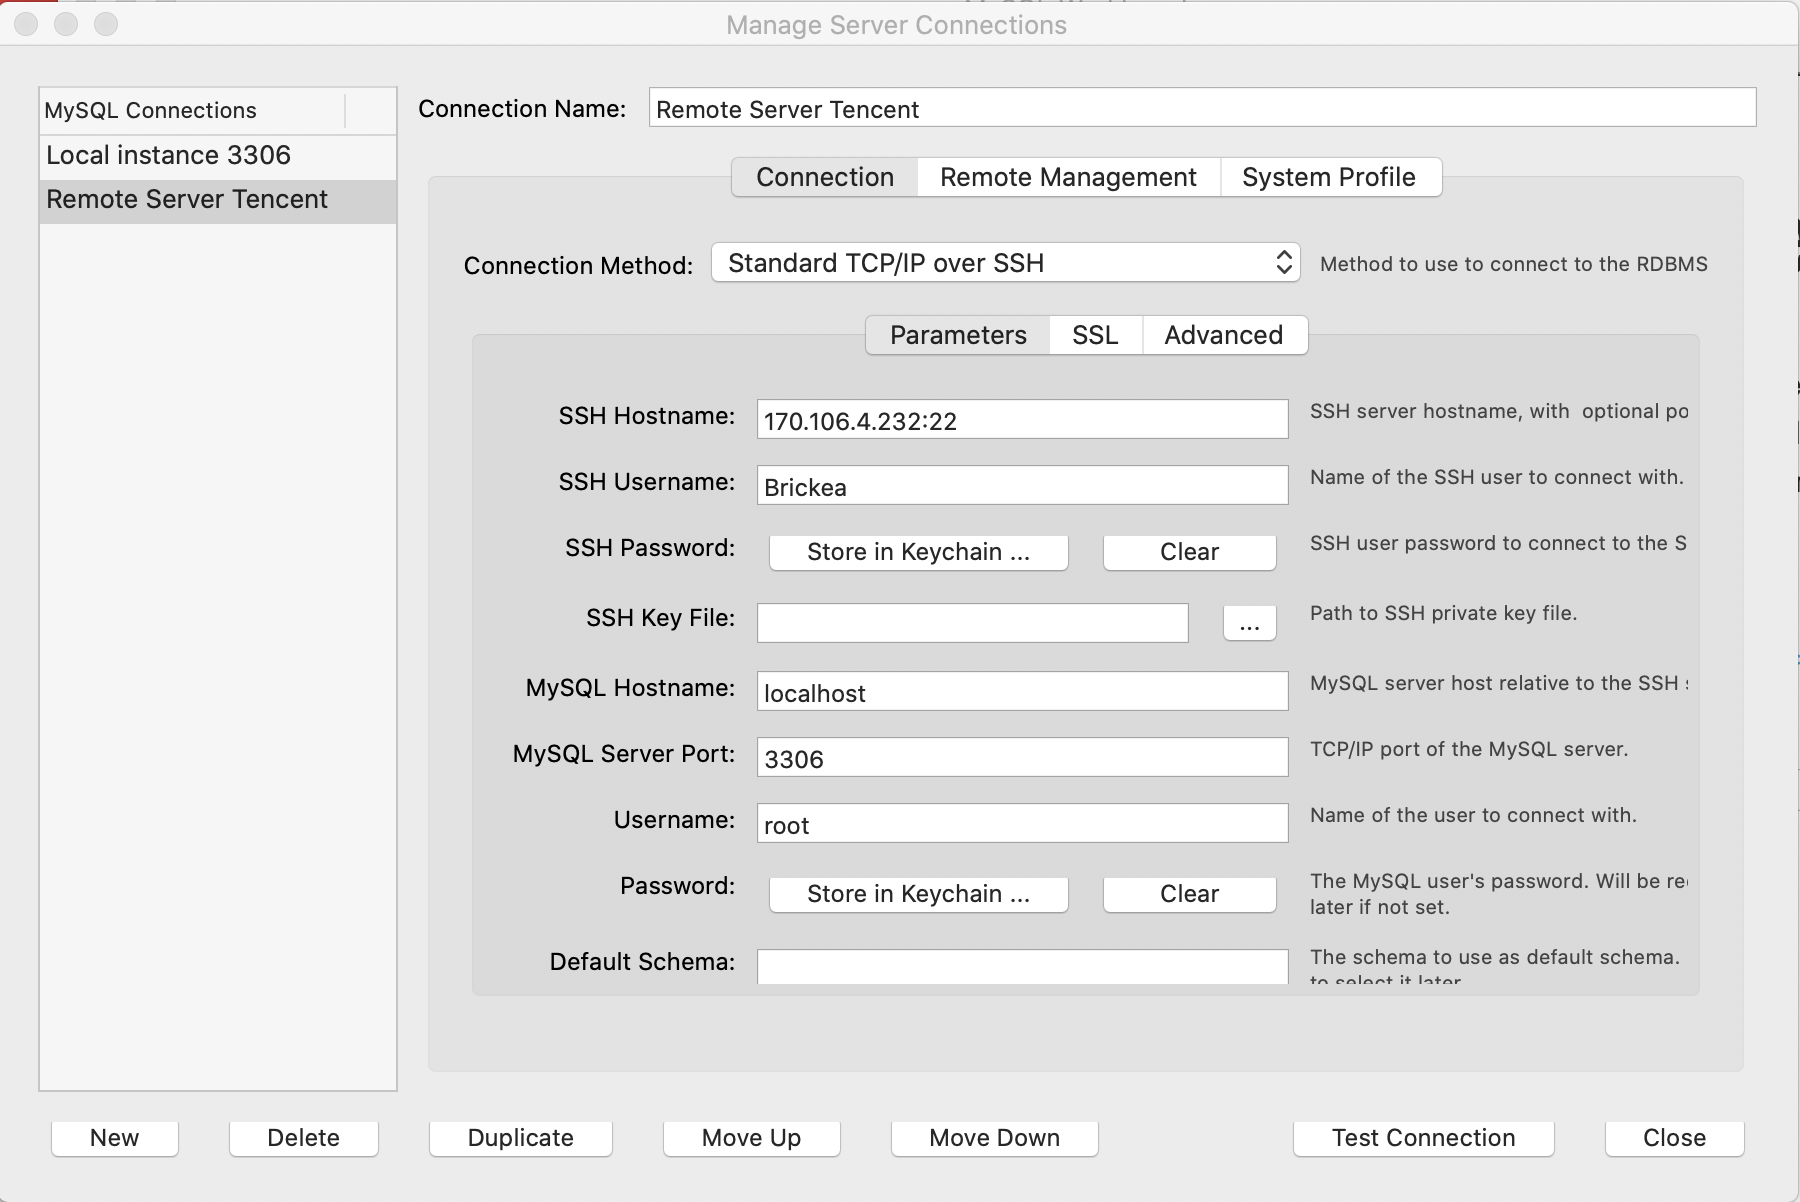 Manage Server Connections
MySQL Connections
Local instance 3306
Remote Server Tencent
Connection Name: Remote Server Tencent
Connection Remote Management System Profile
Connection Method: Standard TCP/IP over SSH Method to use to connect to the RDBMS
Parameters SSL Advanced
SSH Hostname: 170.106.4.232:22 SSH server hostname, with optional po
SSH Username: Brickea Name of the SSH user to connect with.
SSH Password: Store in Keychain ... Clear SSH user password to connect to the S
SSH Key File: ... Path to SSH private key file.
MySQL Hostname: localhost MySQL server host relative to the SSH
MySQL Server Port: 3306 TCP/IP port of the MySQL server.
Username: root Name of the user to connect with.
Password: Store in Keychain ... Clear The MySQL user's password. Will be re
later if not set.
Default Schema: The schema to use as default schema.
to select it later
New Delete Duplicate Move Up Move Down Test Connection Close